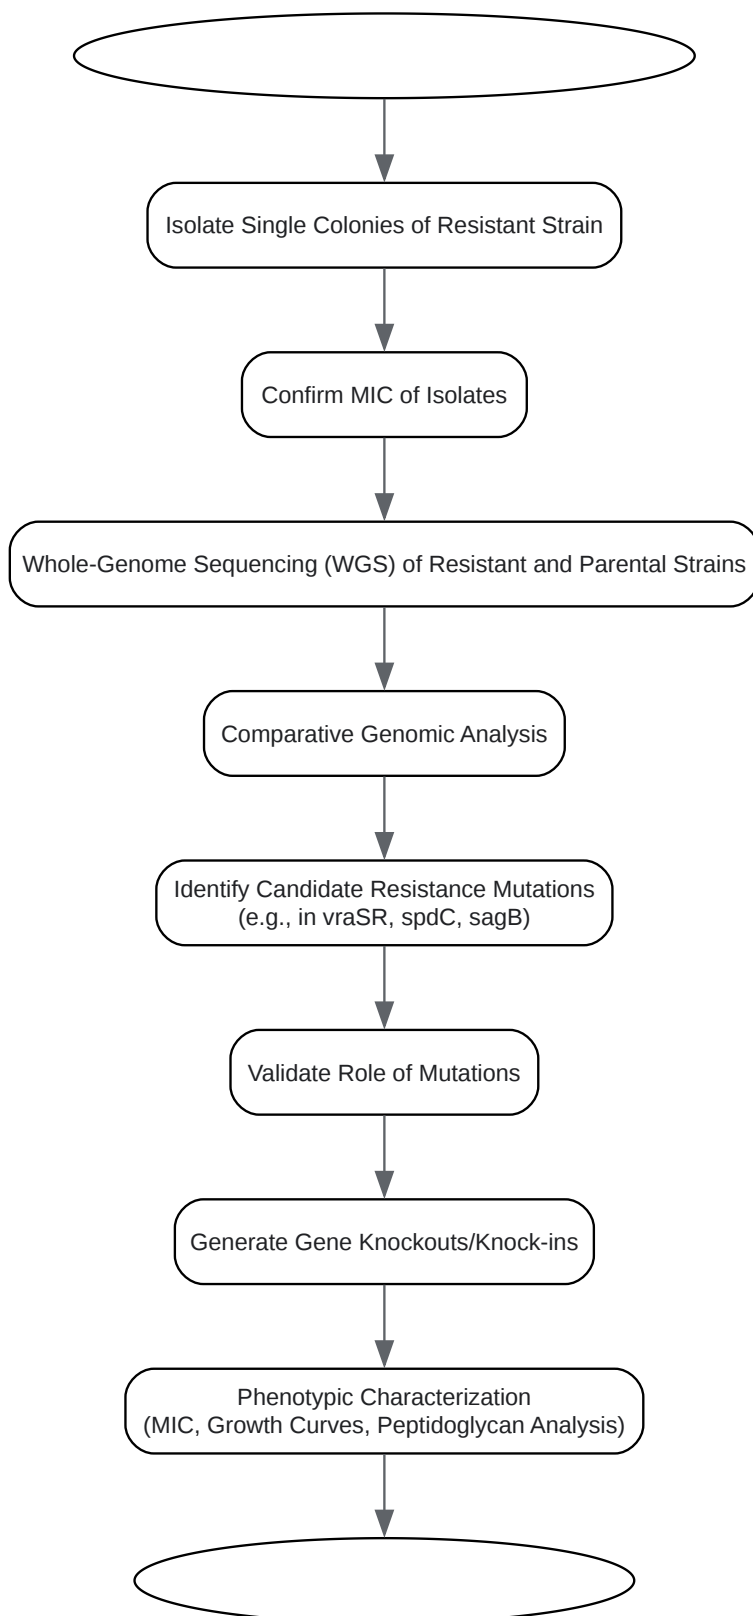 Isolate Single Colonies of Resistant Strain
Confirm MIC of Isolates
Whole-Genome Sequencing (WGS) of Resistant and Parental Strains
Comparative Genomic Analysis
Identify Candidate Resistance Mutations
(e.g., in vraSR, spdC, sagB)
Validate Role of Mutations
Generate Gene Knockouts/Knock-ins
Phenotypic Characterization
(MIC, Growth Curves, Peptidoglycan Analysis)